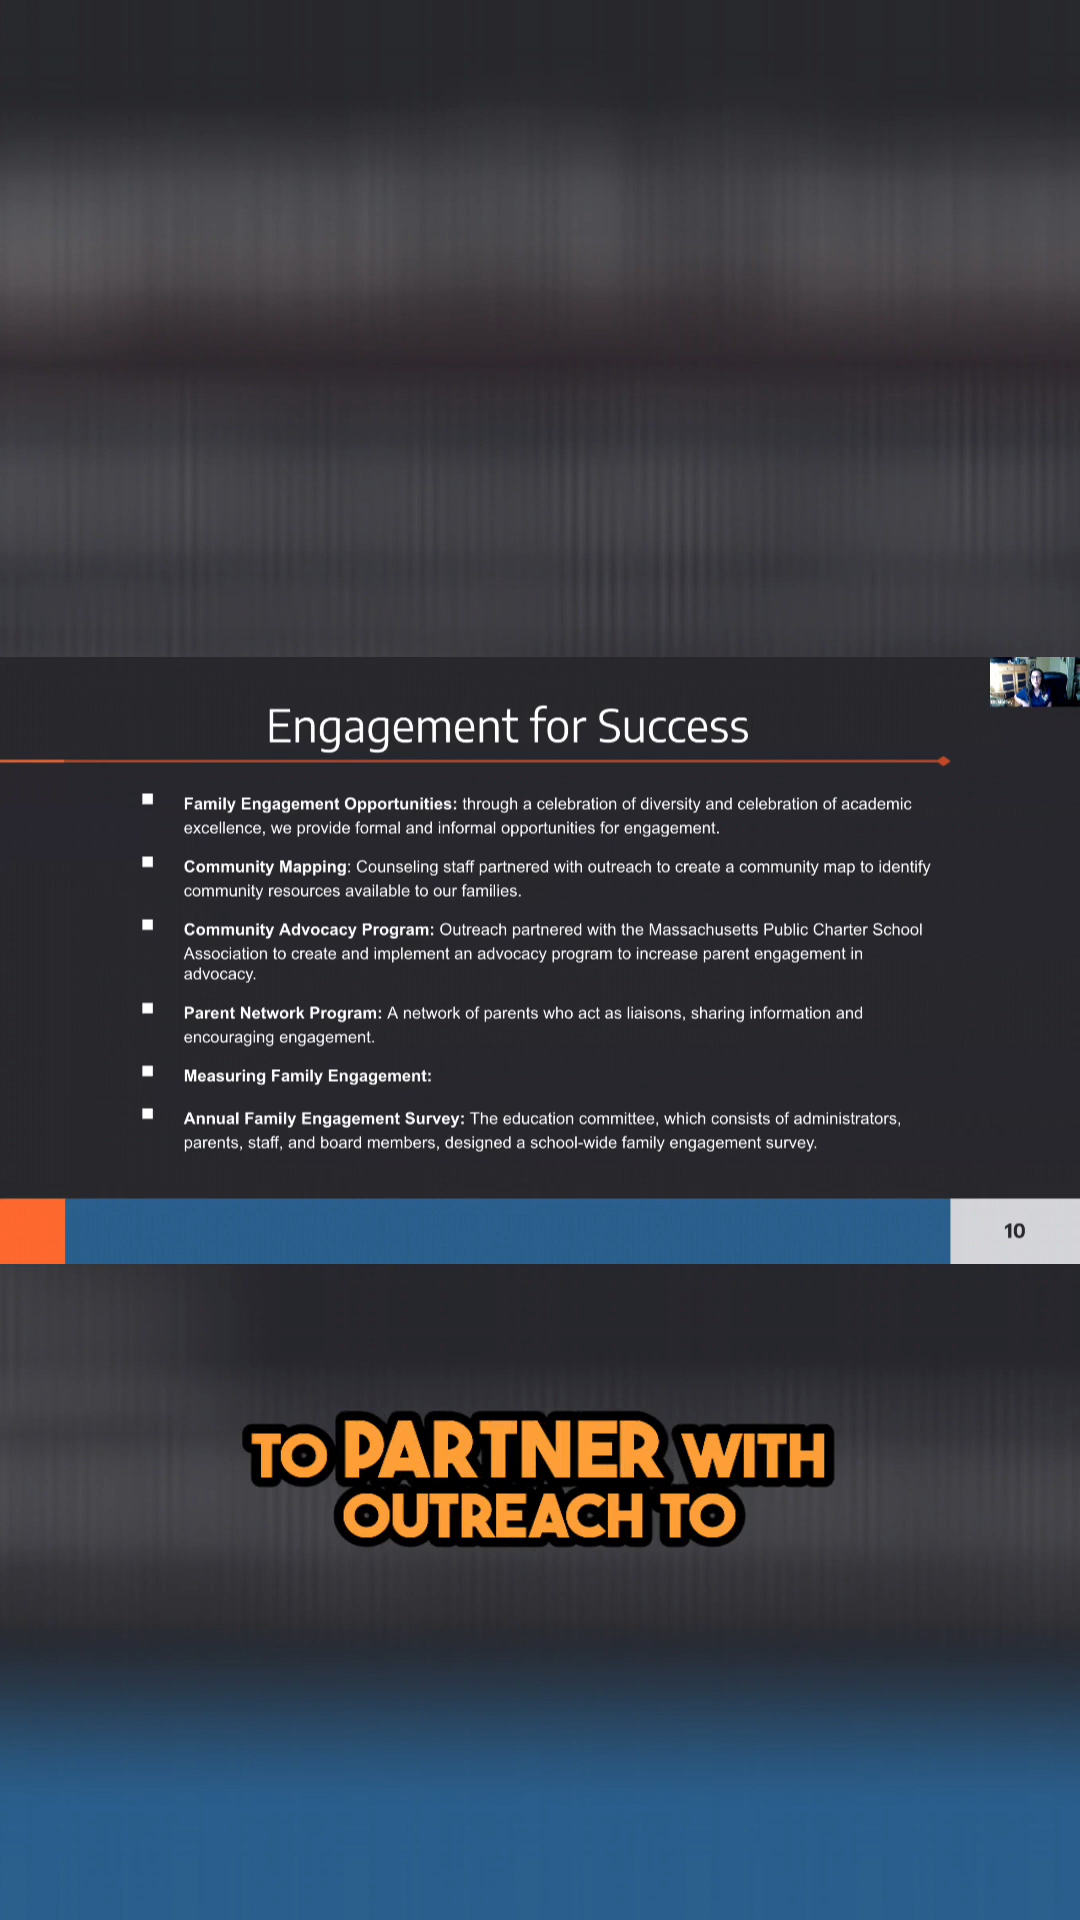 Engagement for Success
Family Engagement Opportunities: through a celebration of diversity and celebration of academic
excellence, we provide formal and informal opportunities for engagement.
Community Mapping: Counseling staff partnered with outreach to create a community map to identify
community resources available to our families.
Community Advocacy Program: Outreach partnered with the Massachusetts Public Charter School
Association to create and implement an advocacy program to increase parent engagement in
advocacy.
Parent Network Program: A network of parents who act as liaisons, sharing information and
encouraging engagement.
Measuring Family Engagement:
Annual Family Engagement Survey: The education committee, which consists of administrators,
parents, staff, and board members, designed a school-wide family engagement survey.
10
TO PARTNER WITH
OUTREACH TO